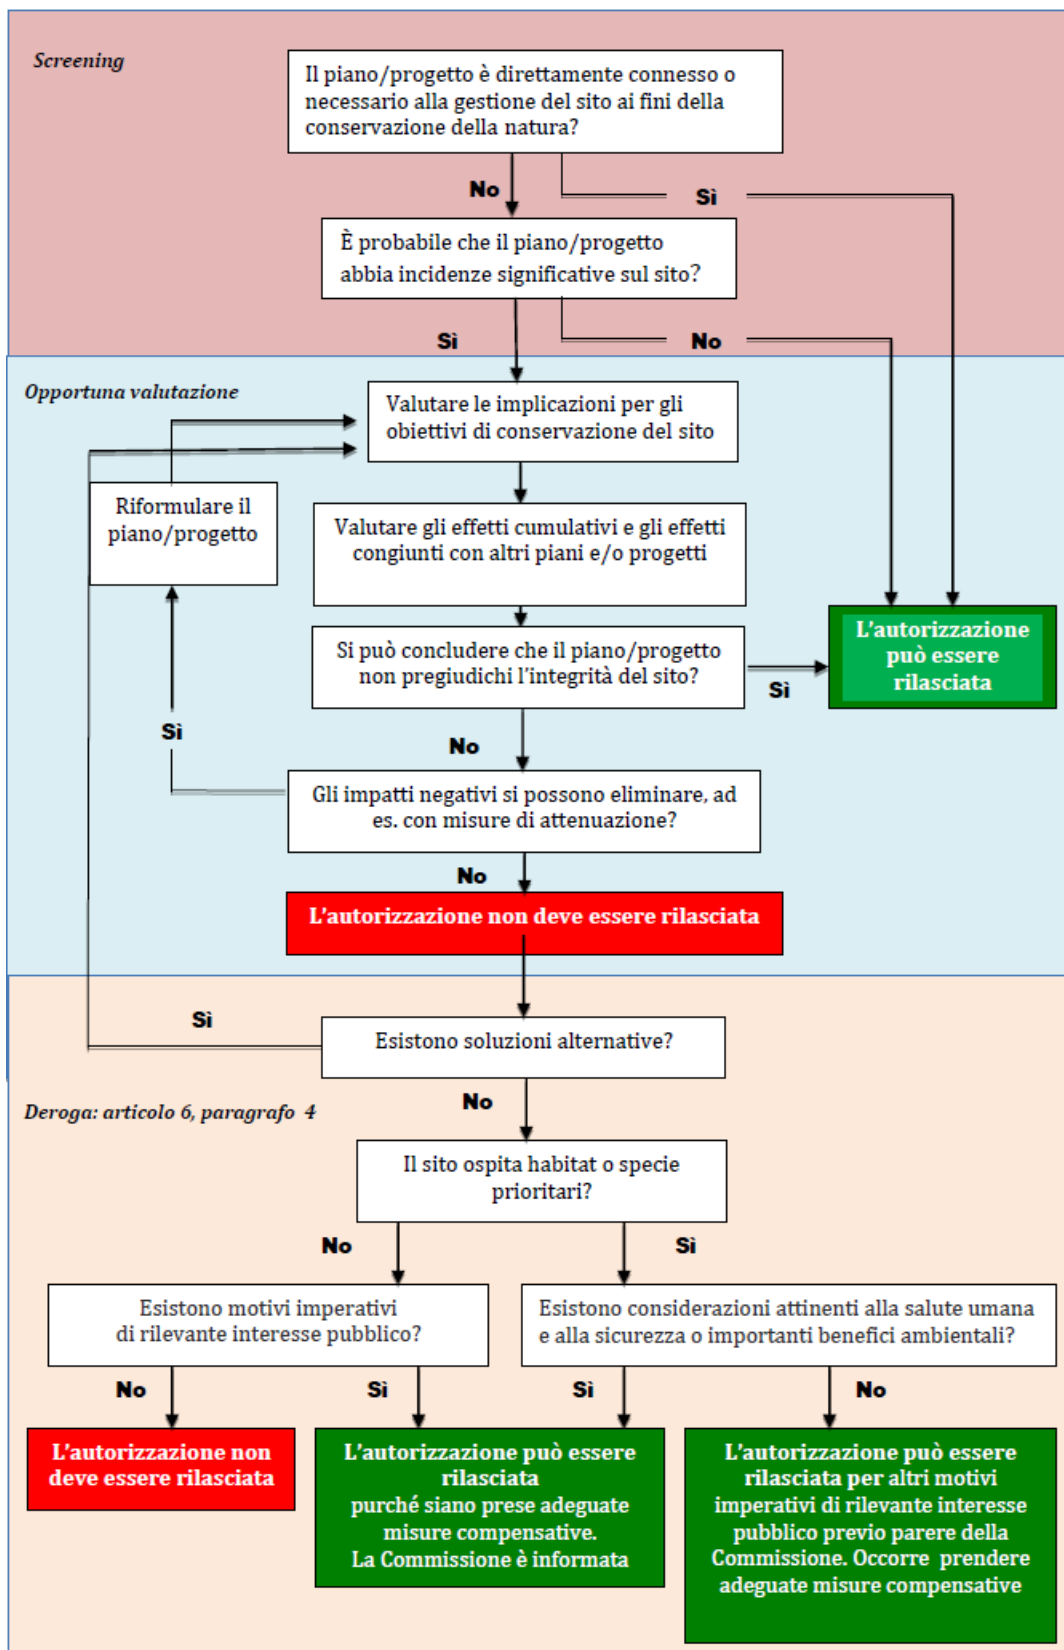 Screening
Il piano/progetto è direttamente connesso o
necessario alla gestione del sito ai fini della
conservazione della natura?
No
Sì
È probabile che il piano/progetto
abbia incidenze significative sul sito?
Sì
No
Opportuna valutazione
Valutare le implicazioni per gli
obiettivi di conservazione del sito
Riformulare il
piano/progetto
Valutare gli effetti cumulativi e gli effetti
congiunti con altri piani e/o progetti
Si può concludere che il piano/progetto
non pregiudichi l'integrità del sito?
Sì
L'autorizzazione
può essere
rilasciata
Sì
No
Gli impatti negativi si possono eliminare, ad
es. con misure di attenuazione?
No
L'autorizzazione non deve essere rilasciata
Sì
Esistono soluzioni alternative?
No
Deroga: articolo 6, paragrafo 4
Il sito ospita habitat o specie
prioritari?
No
Sì
Esistono motivi imperativi
di rilevante interesse pubblico?
Esistono considerazioni attinenti alla salute umana
e alla sicurezza o importanti benefici ambientali?
No
Sì
Sì
No
L'autorizzazione non
deve essere rilasciata
L'autorizzazione può essere
rilasciata
purché siano prese adeguate
misure compensative.
La Commissione è informata
L'autorizzazione può essere
rilasciata per altri motivi
imperativi di rilevante interesse
pubblico previo parere della
Commissione. Occorre prendere
adeguate misure compensative